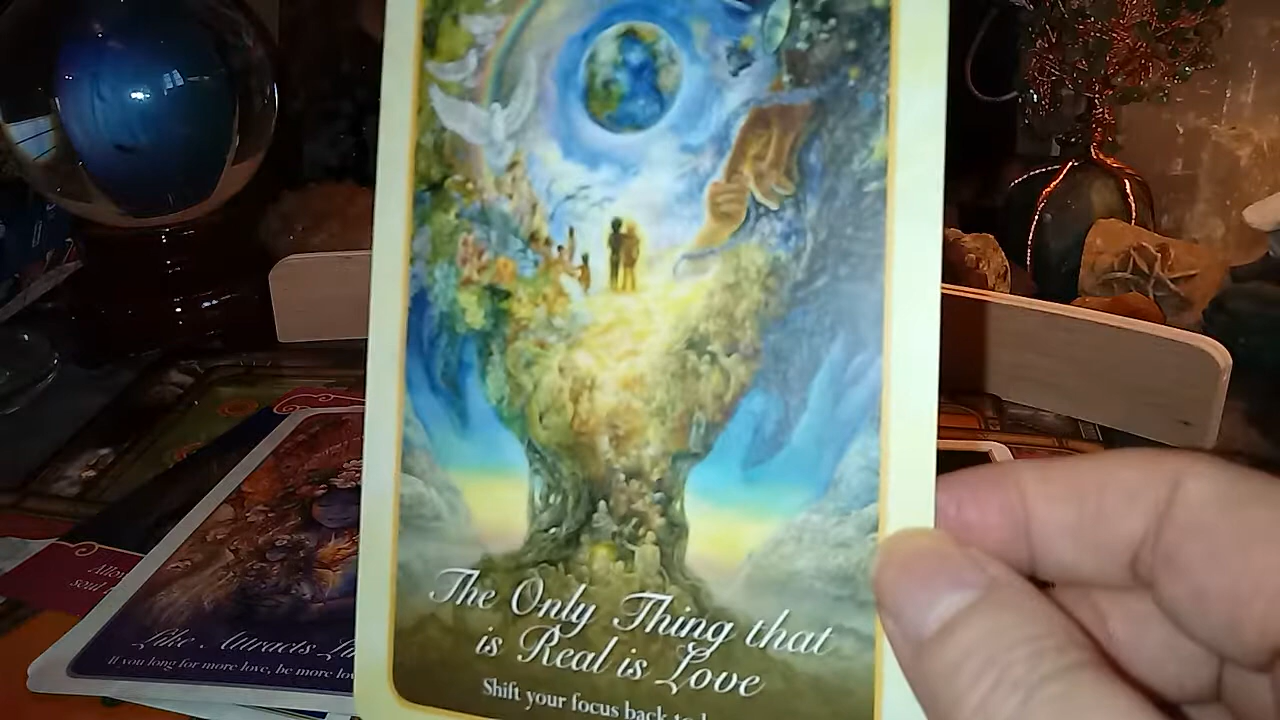 The Only Thing that
is Real is Love
Shift your focus back to
Like Attracts
If you long for more love, be more
soul